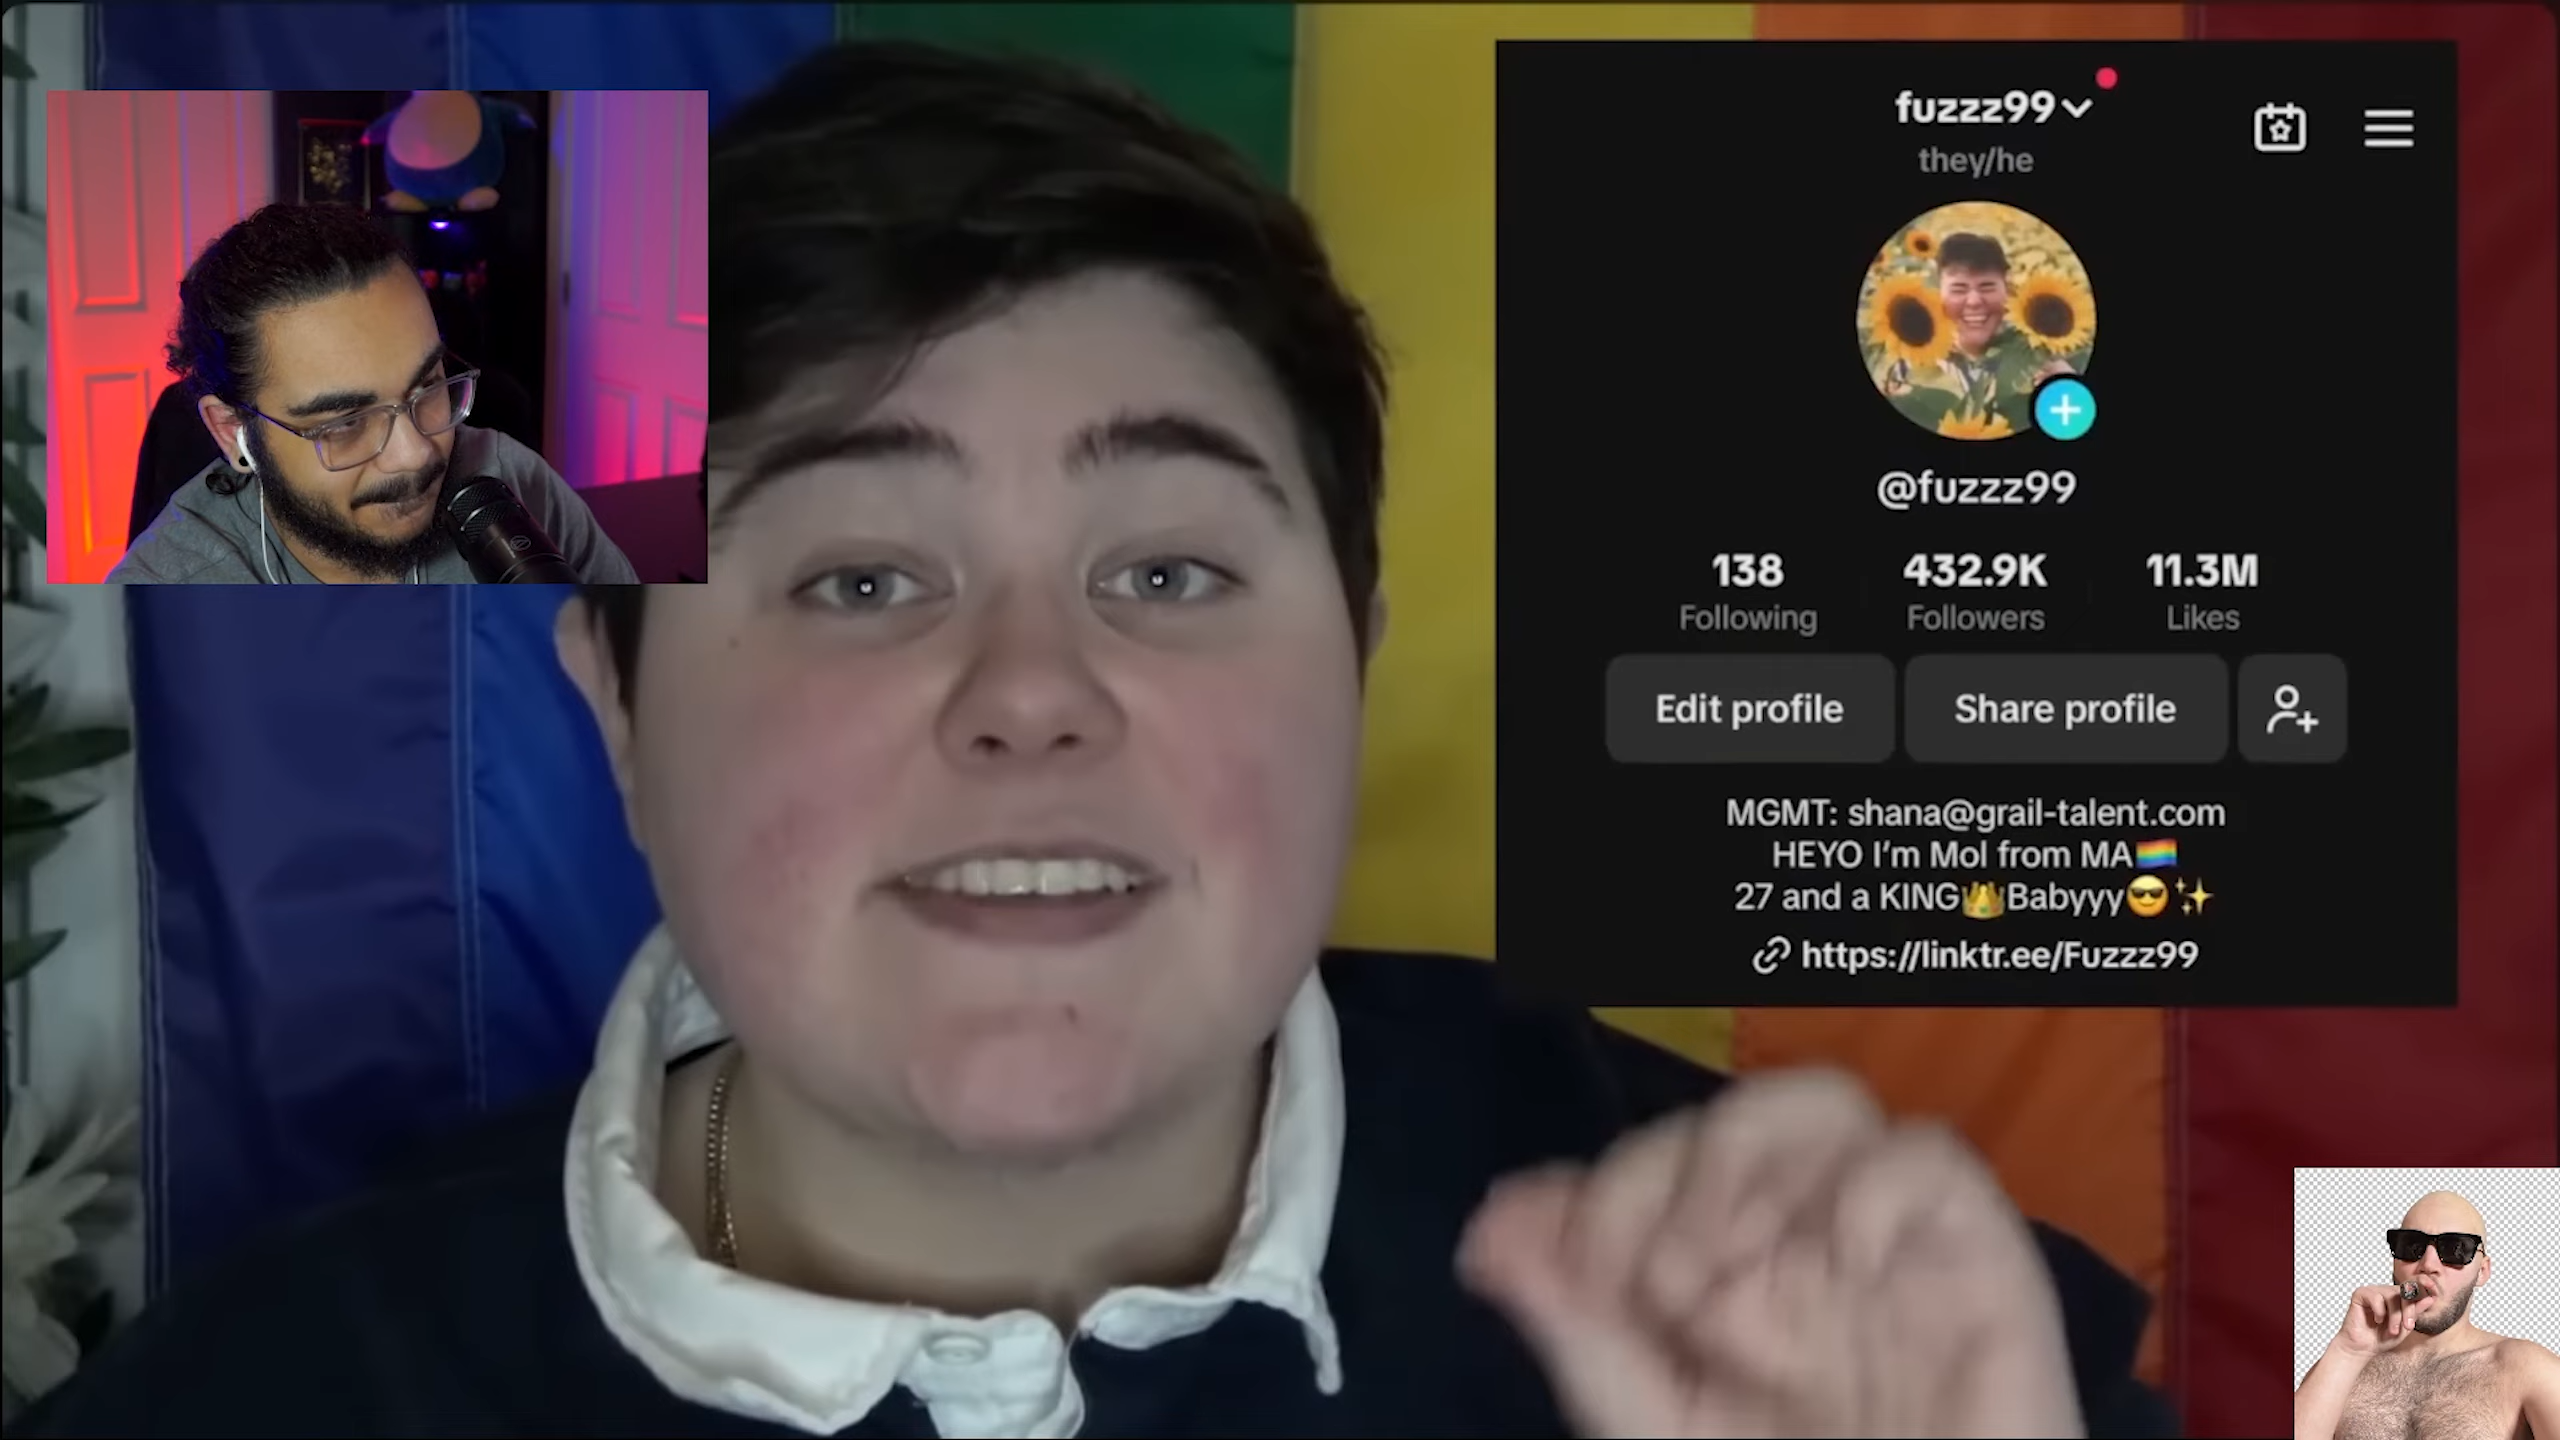 fuzzz99
they/he
@fuzzz99
138 432.9K 11.3M
Following Followers Likes
Edit profile Share profile
MGMT: shana@grail-talent.com
HEYO I'm Mol from MA🏳️‍🌈
27 and a KING👑Babyyy😎✨
https://linktr.ee/Fuzzz99